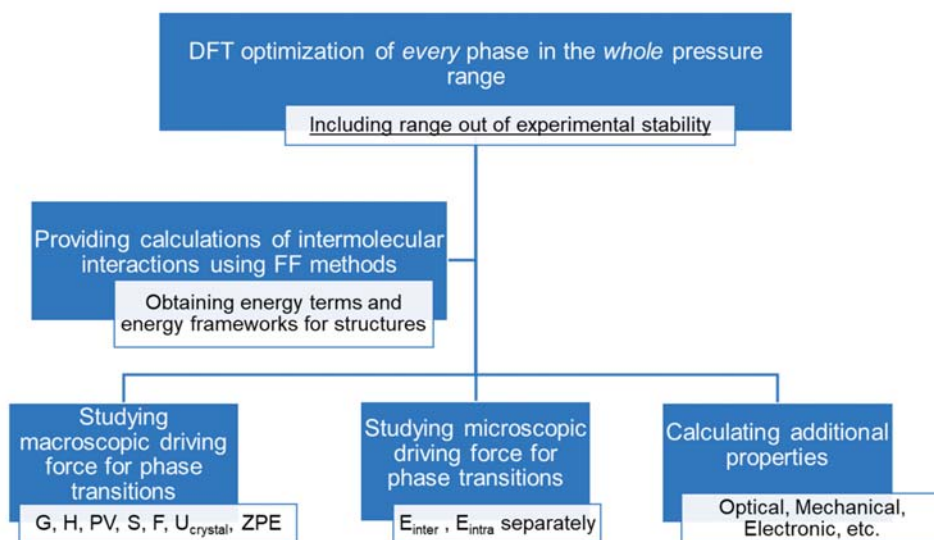 DFT optimization of every phase in the whole pressure
range
Including range out of experimental stability
Providing calculations of intermolecular
interactions using FF methods
Obtaining energy terms and
energy frameworks for structures
Studying
macroscopic driving
force for phase
transitions
G, H, PV, S, F, Ucrystal, ZPE
Studying microscopic
driving force for
phase transitions
Einter , Eintra separately
Calculating additional
properties
Optical, Mechanical,
Electronic, etc.